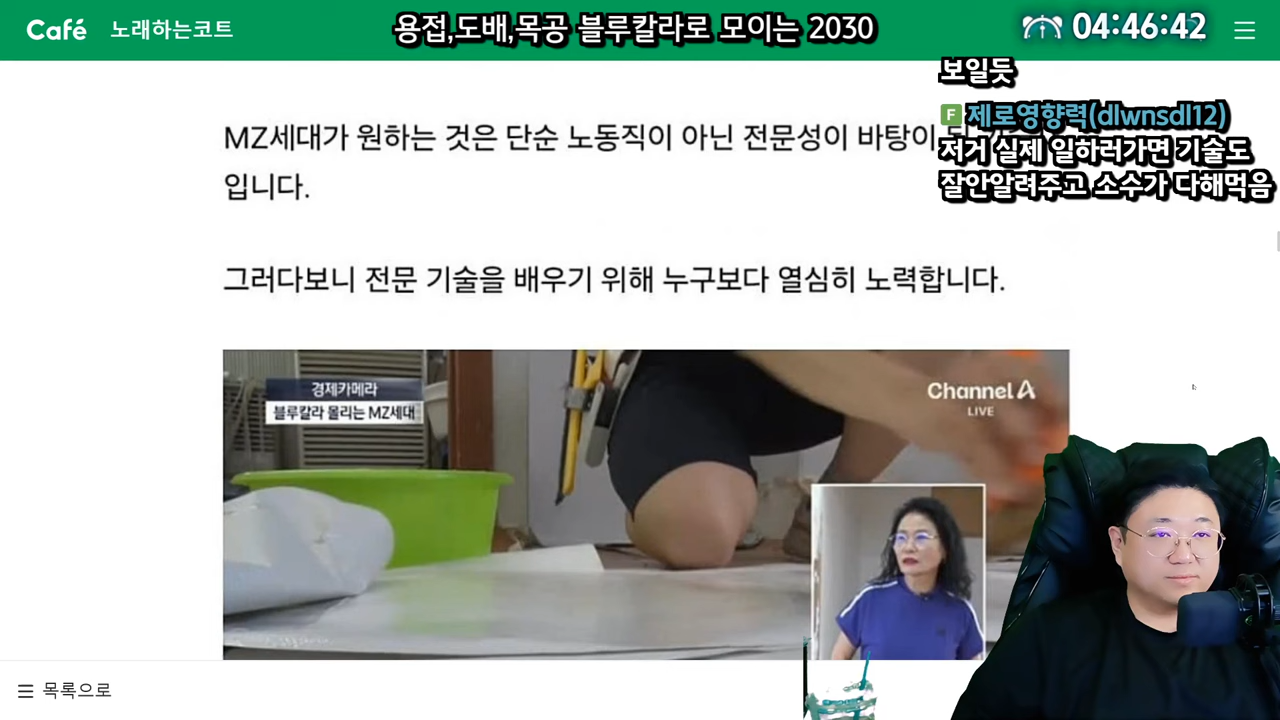 Café 노래하는코트
용접,도배,목공 블루칼라로 모이는 2030
04:46:42
보일듯
F 제로영향력(dlwnsdl12)
저거 실제 일하러가면 기술도
잘안알려주고 소수가 다해먹음
MZ세대가 원하는 것은 단순 노동직이 아닌 전문성이 바탕이
입니다.
그러다보니 전문 기술을 배우기 위해 누구보다 열심히 노력합니다.
경제카메라
블루칼라 몰리는 MZ세대
Channel A
LIVE
목록으로